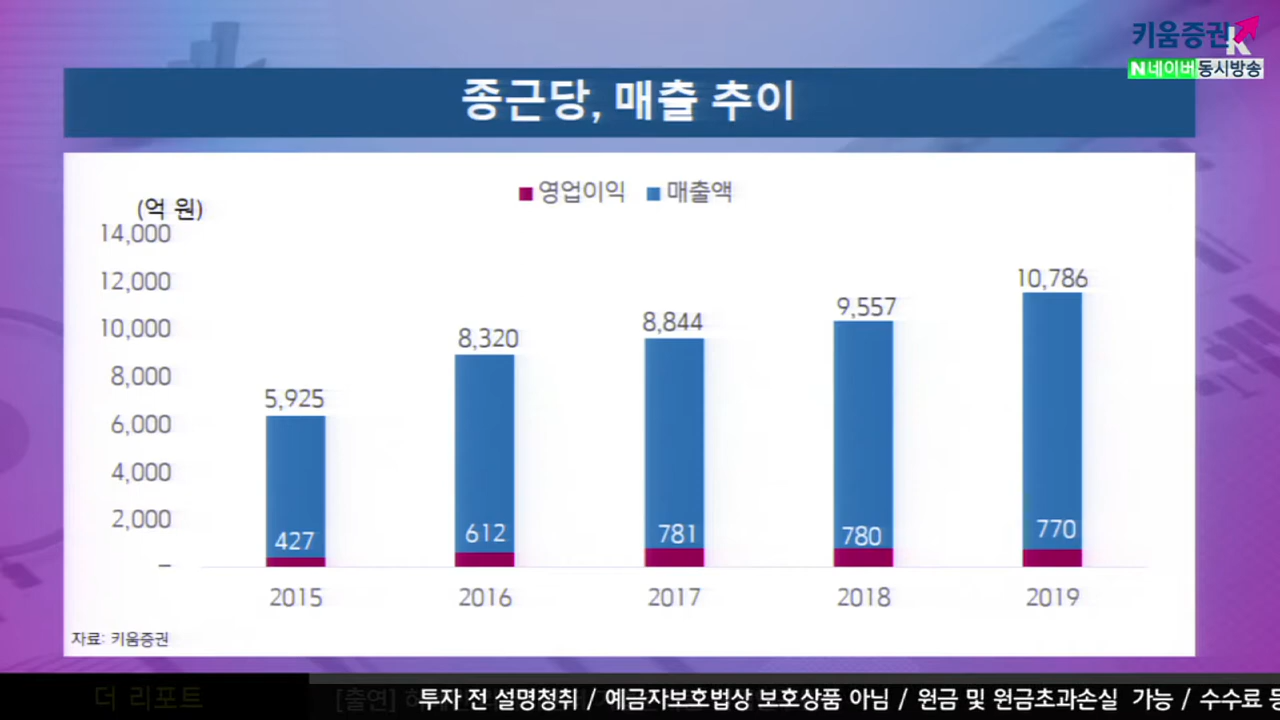 키움증권
N 네이버 동시방송
종근당, 매출 추이
영업이익 매출액
(억 원)
14,000
12,000
10,000
8,000
6,000
4,000
2,000
–
5,925
8,320
8,844
9,557
10,786
427
612
781
780
770
2015 2016 2017 2018 2019
자료: 키움증권
더 리포트
[출연]
투자 전 설명청취 / 예금자보호법상 보호상품 아님 / 원금 및 원금초과손실 가능 / 수수료